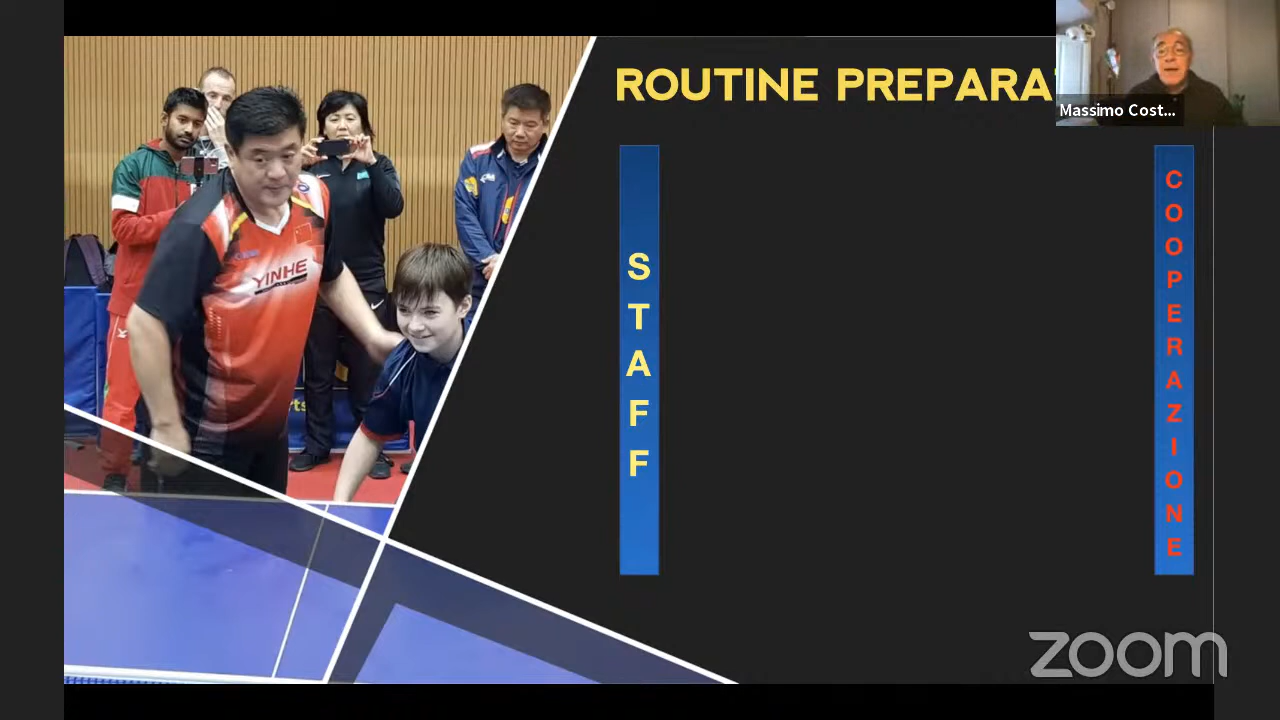 ROUTINE PREPARA
Massimo Cost...
STAFF
COOPERAZIONE
YINHE
zoom